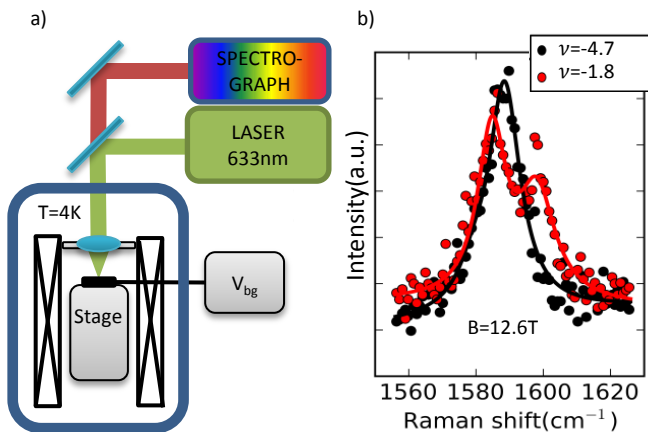 a)
SPECTRO-
GRAPH
LASER
633nm
T=4K
Stage
V_bg
b)
ν=-4.7
ν=-1.8
Intensity(a.u.)
B=12.6T
1560 1580 1600 1620
Raman shift(cm⁻¹)